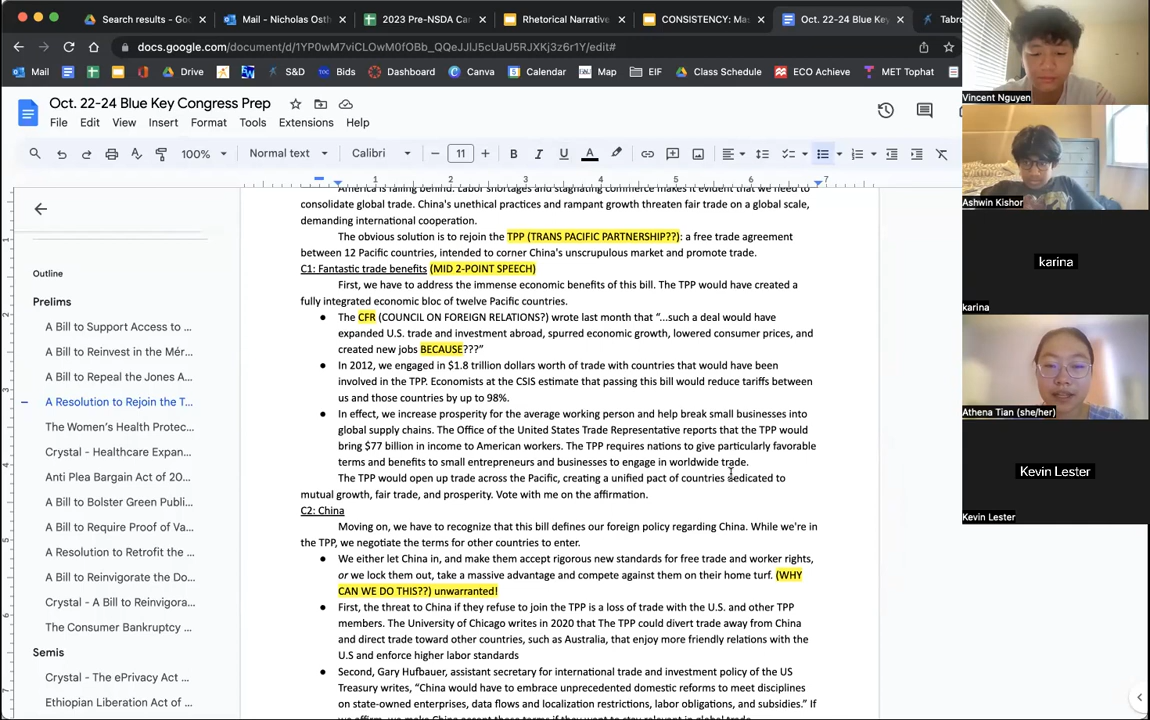 Search results - Goo
Mail - Nicholas Osth
2023 Pre-NSDA Car
Rhetorical Narrative
CONSISTENCY: Mas
Oct. 22-24 Blue Key
Tabro
docs.google.com/document/d/1YP0wM7viCLOwM0fOBb_QQeJJlJ5cUaU5RJXKj3z6r1Y/edit#
Mail
Drive
S&D
Bids
Dashboard
Canva
Calendar
Map
EIF
Class Schedule
ECO Achieve
MET Tophat
Oct. 22-24 Blue Key Congress Prep
File Edit View Insert Format Tools Extensions Help
100% Normal text Calibri 11
1 2 3 4 5 6 7
Outline
Prelims
A Bill to Support Access to ...
A Bill to Reinvest in the Mér...
A Bill to Repeal the Jones A...
A Resolution to Rejoin the T...
The Women's Health Protec...
Crystal - Healthcare Expan...
Anti Plea Bargain Act of 20...
A Bill to Bolster Green Publi...
A Bill to Require Proof of Va...
A Resolution to Retrofit the ...
A Bill to Reinvigorate the Do...
Crystal - A Bill to Reinvigora...
The Consumer Bankruptcy ...
Semis
Crystal - The ePrivacy Act ...
Ethiopian Liberation Act of ...
America is falling behind. Labor shortages and stagnating commerce makes it evident that we need to
consolidate global trade. China's unethical practices and rampant growth threaten fair trade on a global scale,
demanding international cooperation.
The obvious solution is to rejoin the TPP (TRANS PACIFIC PARTNERSHIP??): a free trade agreement
between 12 Pacific countries, intended to corner China's unscrupulous market and promote trade.
C1: Fantastic trade benefits (MID 2-POINT SPEECH)
First, we have to address the immense economic benefits of this bill. The TPP would have created a
fully integrated economic bloc of twelve Pacific countries.
● The CFR (COUNCIL ON FOREIGN RELATIONS?) wrote last month that "...such a deal would have
expanded U.S. trade and investment abroad, spurred economic growth, lowered consumer prices, and
created new jobs BECAUSE???"
● In 2012, we engaged in $1.8 trillion dollars worth of trade with countries that would have been
involved in the TPP. Economists at the CSIS estimate that passing this bill would reduce tariffs between
us and those countries by up to 98%.
● In effect, we increase prosperity for the average working person and help break small businesses into
global supply chains. The Office of the United States Trade Representative reports that the TPP would
bring $77 billion in income to American workers. The TPP requires nations to give particularly favorable
terms and benefits to small entrepreneurs and businesses to engage in worldwide trade.
The TPP would open up trade across the Pacific, creating a unified pact of countries dedicated to
mutual growth, fair trade, and prosperity. Vote with me on the affirmation.
C2: China
Moving on, we have to recognize that this bill defines our foreign policy regarding China. While we're in
the TPP, we negotiate the terms for other countries to enter.
● We either let China in, and make them accept rigorous new standards for free trade and worker rights,
or we lock them out, take a massive advantage and compete against them on their home turf. (WHY
CAN WE DO THIS??) unwarranted!
● First, the threat to China if they refuse to join the TPP is a loss of trade with the U.S. and other TPP
members. The University of Chicago writes in 2020 that The TPP could divert trade away from China
and direct trade toward other countries, such as Australia, that enjoy more friendly relations with the
U.S and enforce higher labor standards
● Second, Gary Hufbauer, assistant secretary for international trade and investment policy of the US
Treasury writes, "China would have to embrace unprecedented domestic reforms to meet disciplines
on state-owned enterprises, data flows and localization restrictions, labor obligations, and subsidies." If
we affirm, we make China accept these terms if they want to stay relevant in global trade.
Vincent Nguyen
Ashwin Kishor
karina
karina
Athena Tian (she/her)
Kevin Lester
Kevin Lester